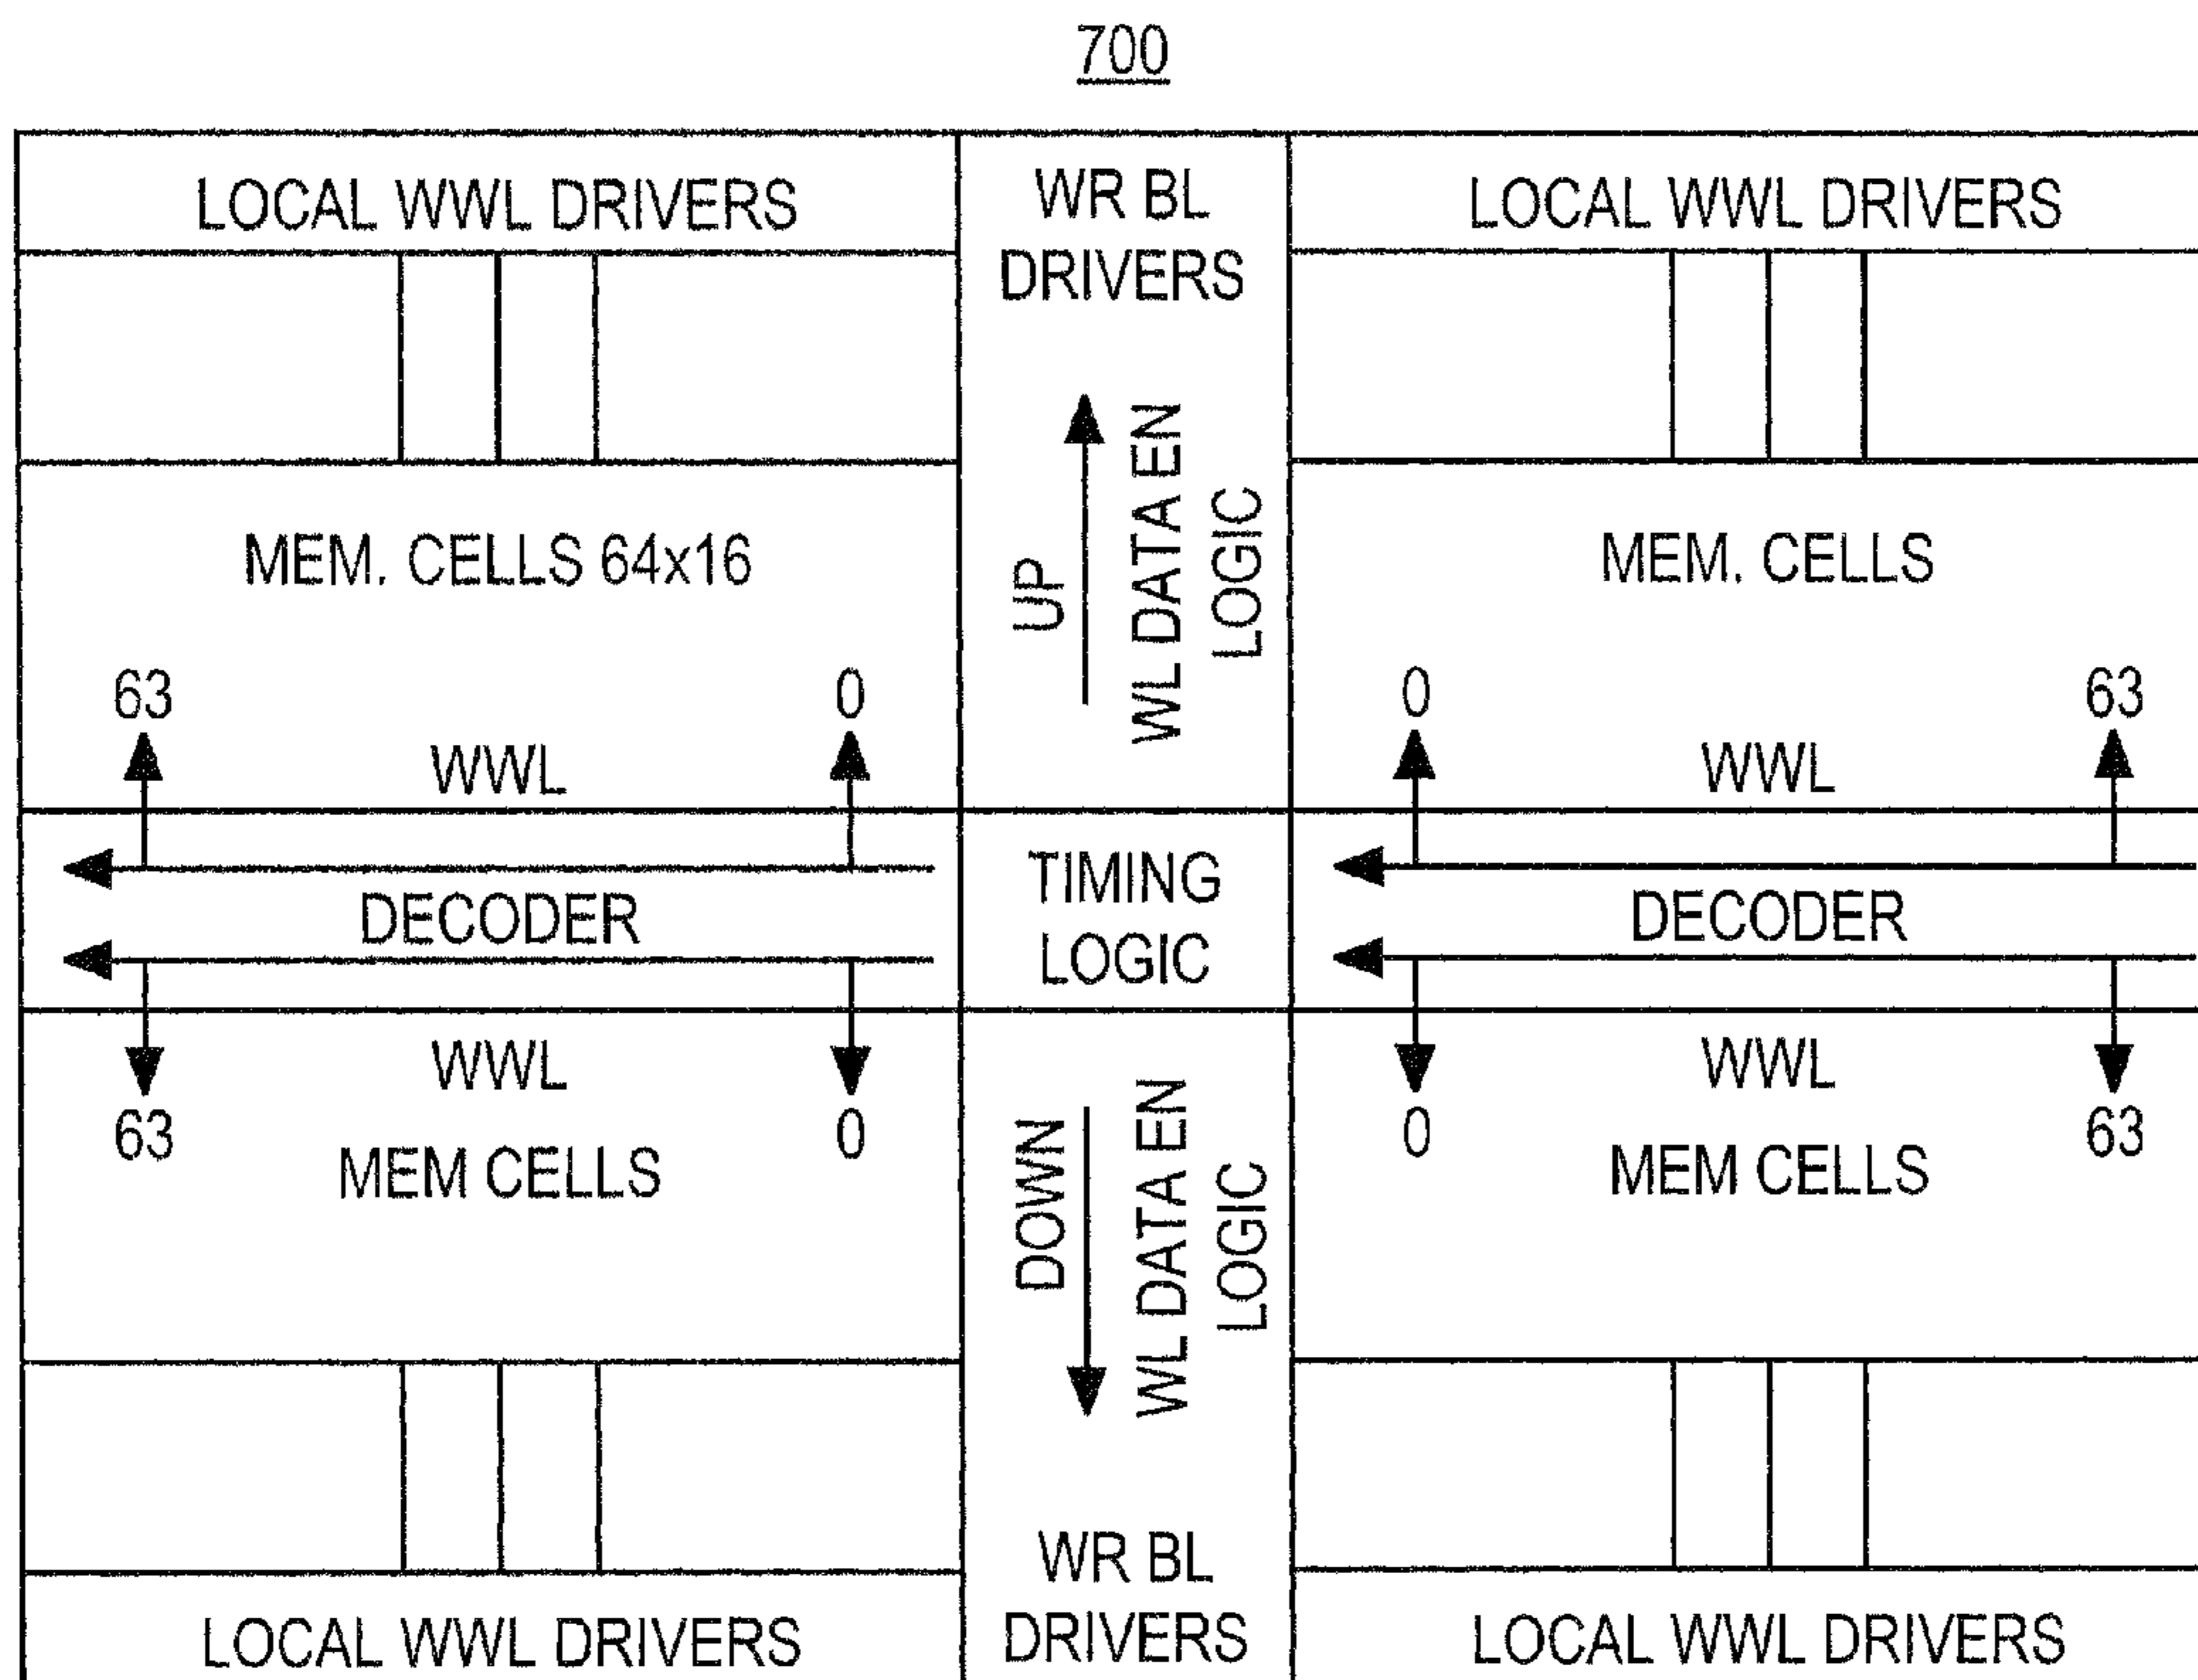 700
LOCAL WWL DRIVERS
WR BL
DRIVERS
LOCAL WWL DRIVERS
MEM. CELLS 64x16
UP
WL DATA EN
LOGIC
MEM. CELLS
63
0
0
63
WWL
WWL
DECODER
TIMING
LOGIC
DECODER
WWL
WWL
63
0
0
63
MEM CELLS
DOWN
WL DATA EN
LOGIC
MEM CELLS
WR BL
DRIVERS
LOCAL WWL DRIVERS
LOCAL WWL DRIVERS